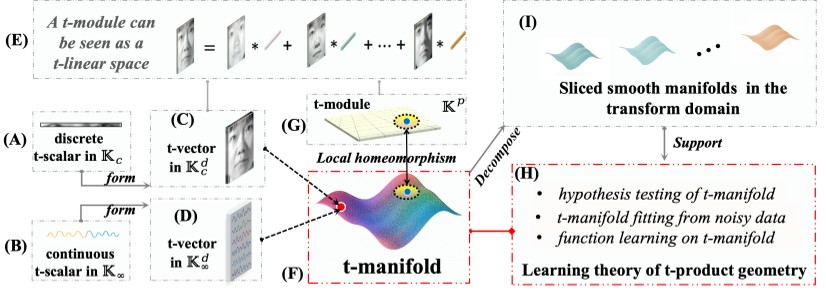 (E)
A t-module can
be seen as a
t-linear space
= * + * + ··· + *
(I)
···
Sliced smooth manifolds in the
transform domain
(A)
discrete
t-scalar in 𝕂c
form
(C)
t-vector
in 𝕂c^d
(G)
t-module
𝕂^p
Local homeomorphism
Decompose
Support
(B)
continuous
t-scalar in 𝕂∞
form
(D)
t-vector
in 𝕂∞^d
(F)
t-manifold
(H)
• hypothesis testing of t-manifold
• t-manifold fitting from noisy data
• function learning on t-manifold
Learning theory of t-product geometry